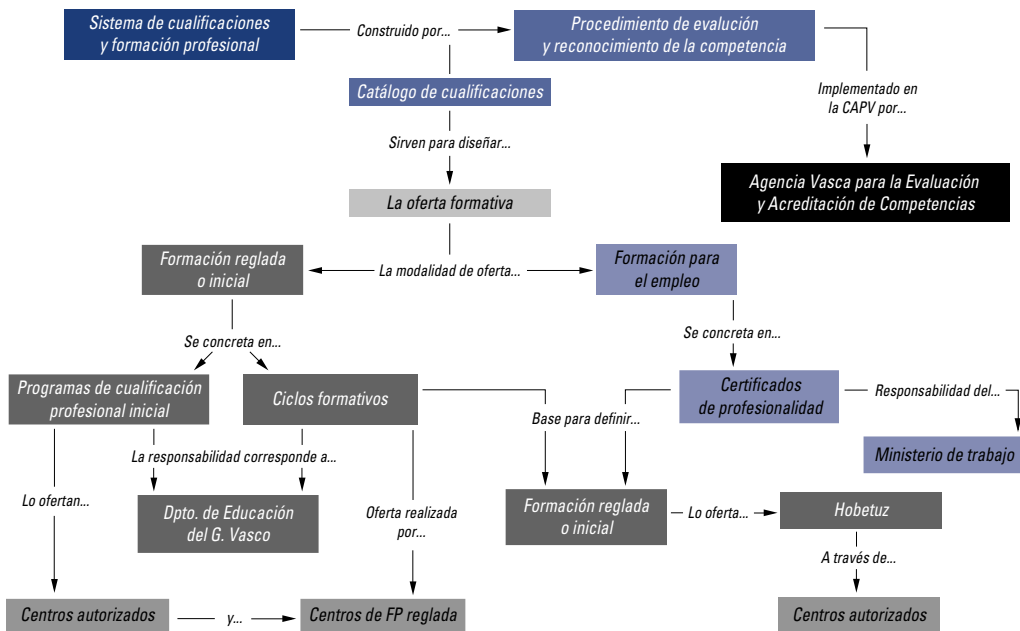 Sistema de cualificaciones
y formación profesional
Construido por...
Procedimiento de evalución
y reconocimiento de la competencia
Catálogo de cualificaciones
Implementado en
la CAPV por...
Sirven para diseñar...
Agencia Vasca para la Evaluación
y Acreditación de Competencias
La oferta formativa
Formación reglada
o inicial
La modalidad de oferta...
Formación para
el empleo
Se concreta en...
Se concreta en...
Programas de cualificación
profesional inicial
Ciclos formativos
Certificados
de profesionalidad
Responsabilidad del...
Base para definir...
La responsabilidad corresponde a...
Ministerio de trabajo
Lo ofertan...
Dpto. de Educación
del G. Vasco
Oferta realizada
por...
Formación reglada
o inicial
Lo oferta...
Hobetuz
A través de...
Centros autorizados
y...
Centros de FP reglada
Centros autorizados